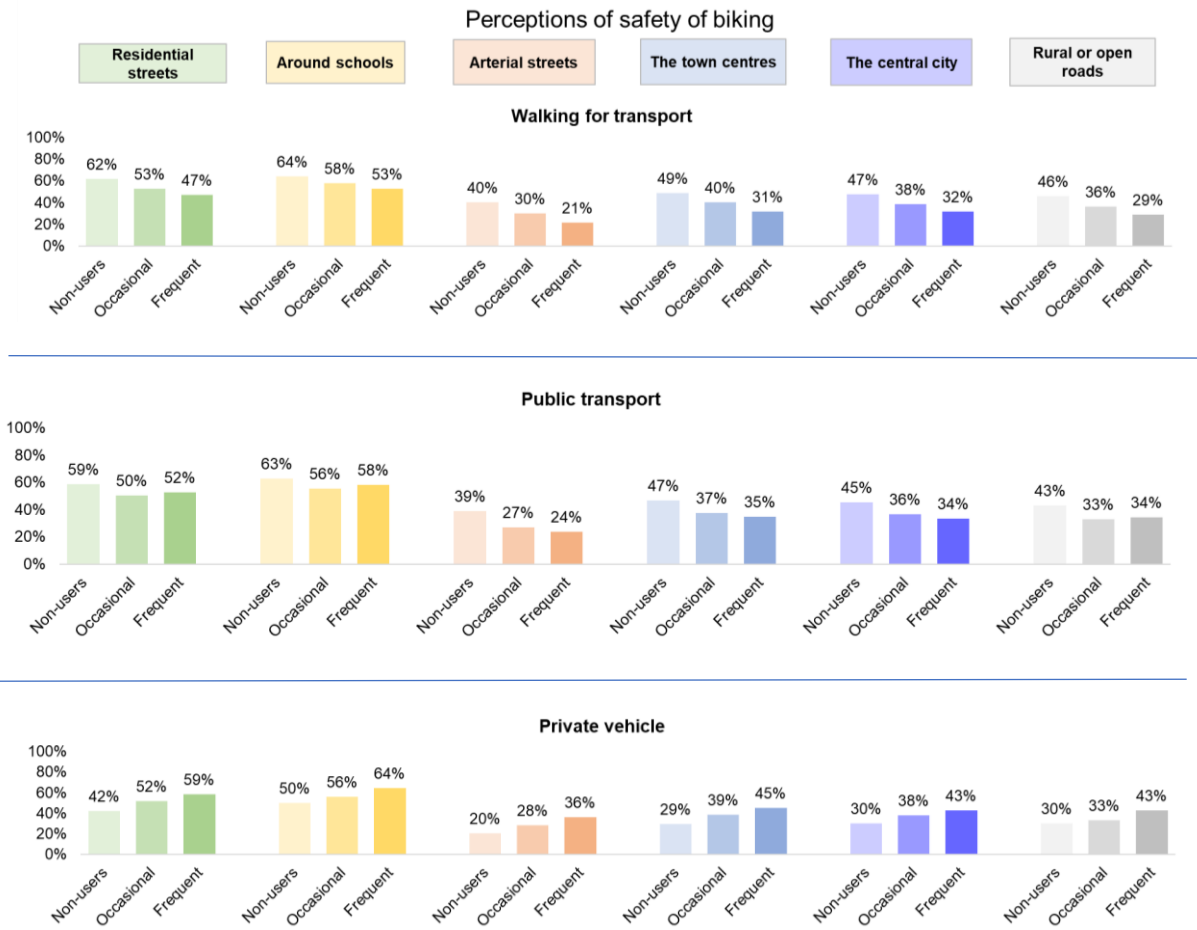 Perceptions of safety of biking
Residential
streets
Around schools
Arterial streets
The town centres
The central city
Rural or open
roads
Walking for transport
100%
80%
60%
40%
20%
0%
62% 53% 47%
64% 58% 53%
40% 30% 21%
49% 40% 31%
47% 38% 32%
46% 36% 29%
Non-users Occasional Frequent
Non-users Occasional Frequent
Non-users Occasional Frequent
Non-users Occasional Frequent
Non-users Occasional Frequent
Non-users Occasional Frequent
Public transport
100%
80%
60%
40%
20%
0%
59% 50% 52%
63% 56% 58%
39% 27% 24%
47% 37% 35%
45% 36% 34%
43% 33% 34%
Non-users Occasional Frequent
Non-users Occasional Frequent
Non-users Occasional Frequent
Non-users Occasional Frequent
Non-users Occasional Frequent
Non-users Occasional Frequent
Private vehicle
100%
80%
60%
40%
20%
0%
42% 52% 59%
50% 56% 64%
20% 28% 36%
29% 39% 45%
30% 38% 43%
30% 33% 43%
Non-users Occasional Frequent
Non-users Occasional Frequent
Non-users Occasional Frequent
Non-users Occasional Frequent
Non-users Occasional Frequent
Non-users Occasional Frequent